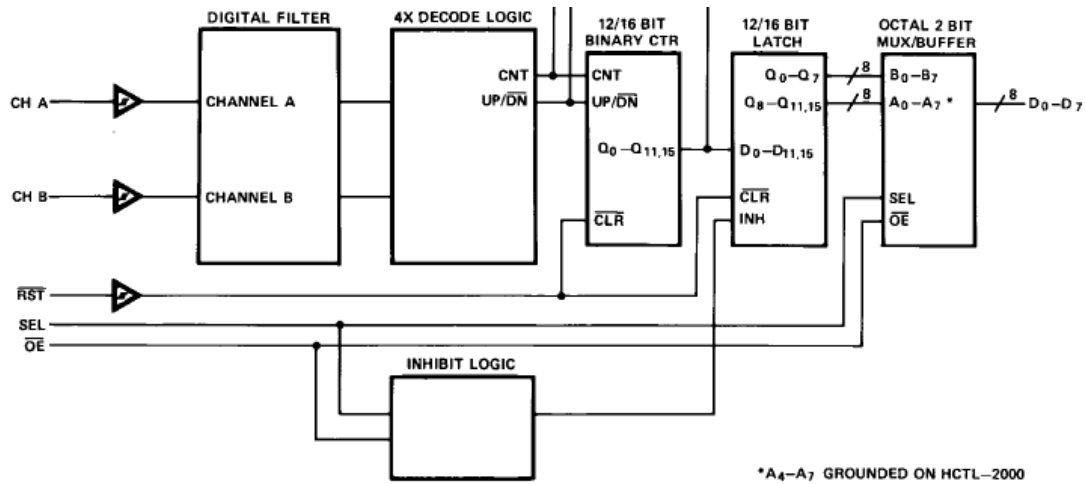 DIGITAL FILTER
4X DECODE LOGIC
12/16 BIT
BINARY CTR
12/16 BIT
LATCH
OCTAL 2 BIT
MUX/BUFFER
CNT
CNT
Q0–Q7
8
B0–B7
CH A
CHANNEL A
UP/DN
UP/DN
Q8–Q11,15
8
A0–A7 *
8
D0–D7
Q0–Q11,15
D0–D11,15
CH B
CHANNEL B
CLR
SEL
CLR
INH
OE
RST
SEL
OE
INHIBIT LOGIC
*A4–A7 GROUNDED ON HCTL–2000